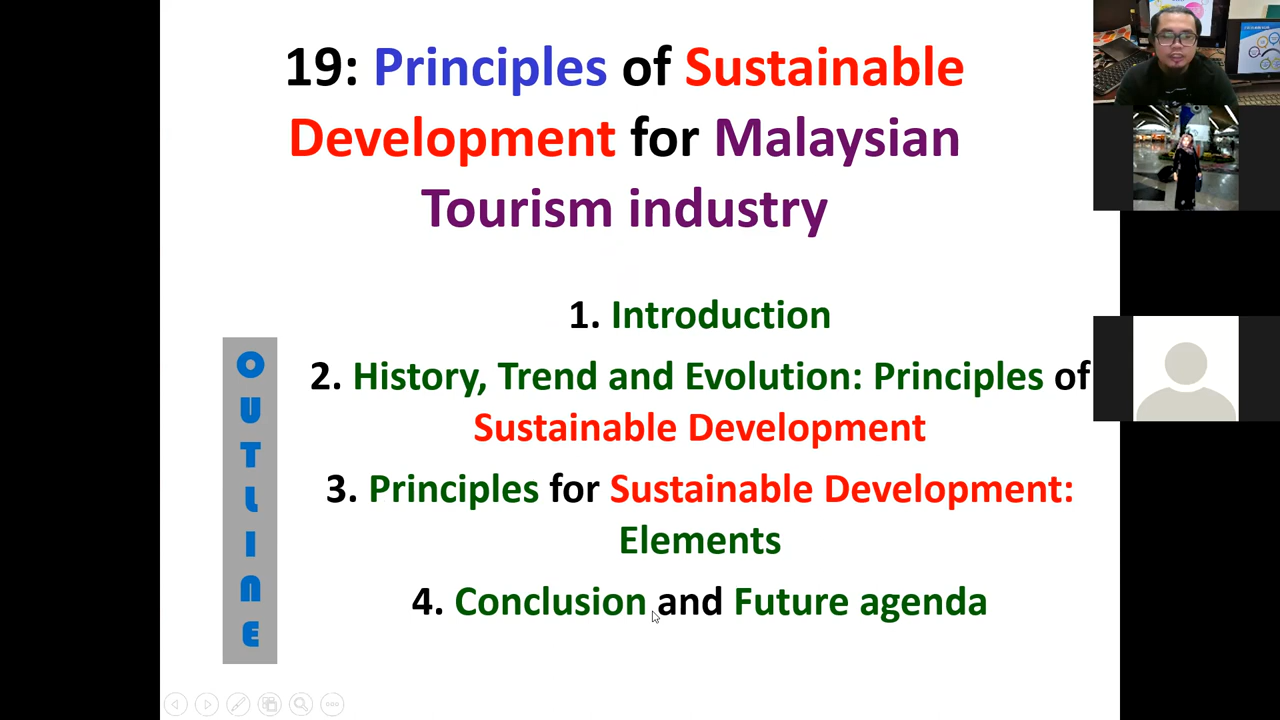 19: Principles of Sustainable
Development for Malaysian
Tourism industry
OUTLINE
1. Introduction
2. History, Trend and Evolution: Principles of
Sustainable Development
3. Principles for Sustainable Development:
Elements
4. Conclusion and Future agenda